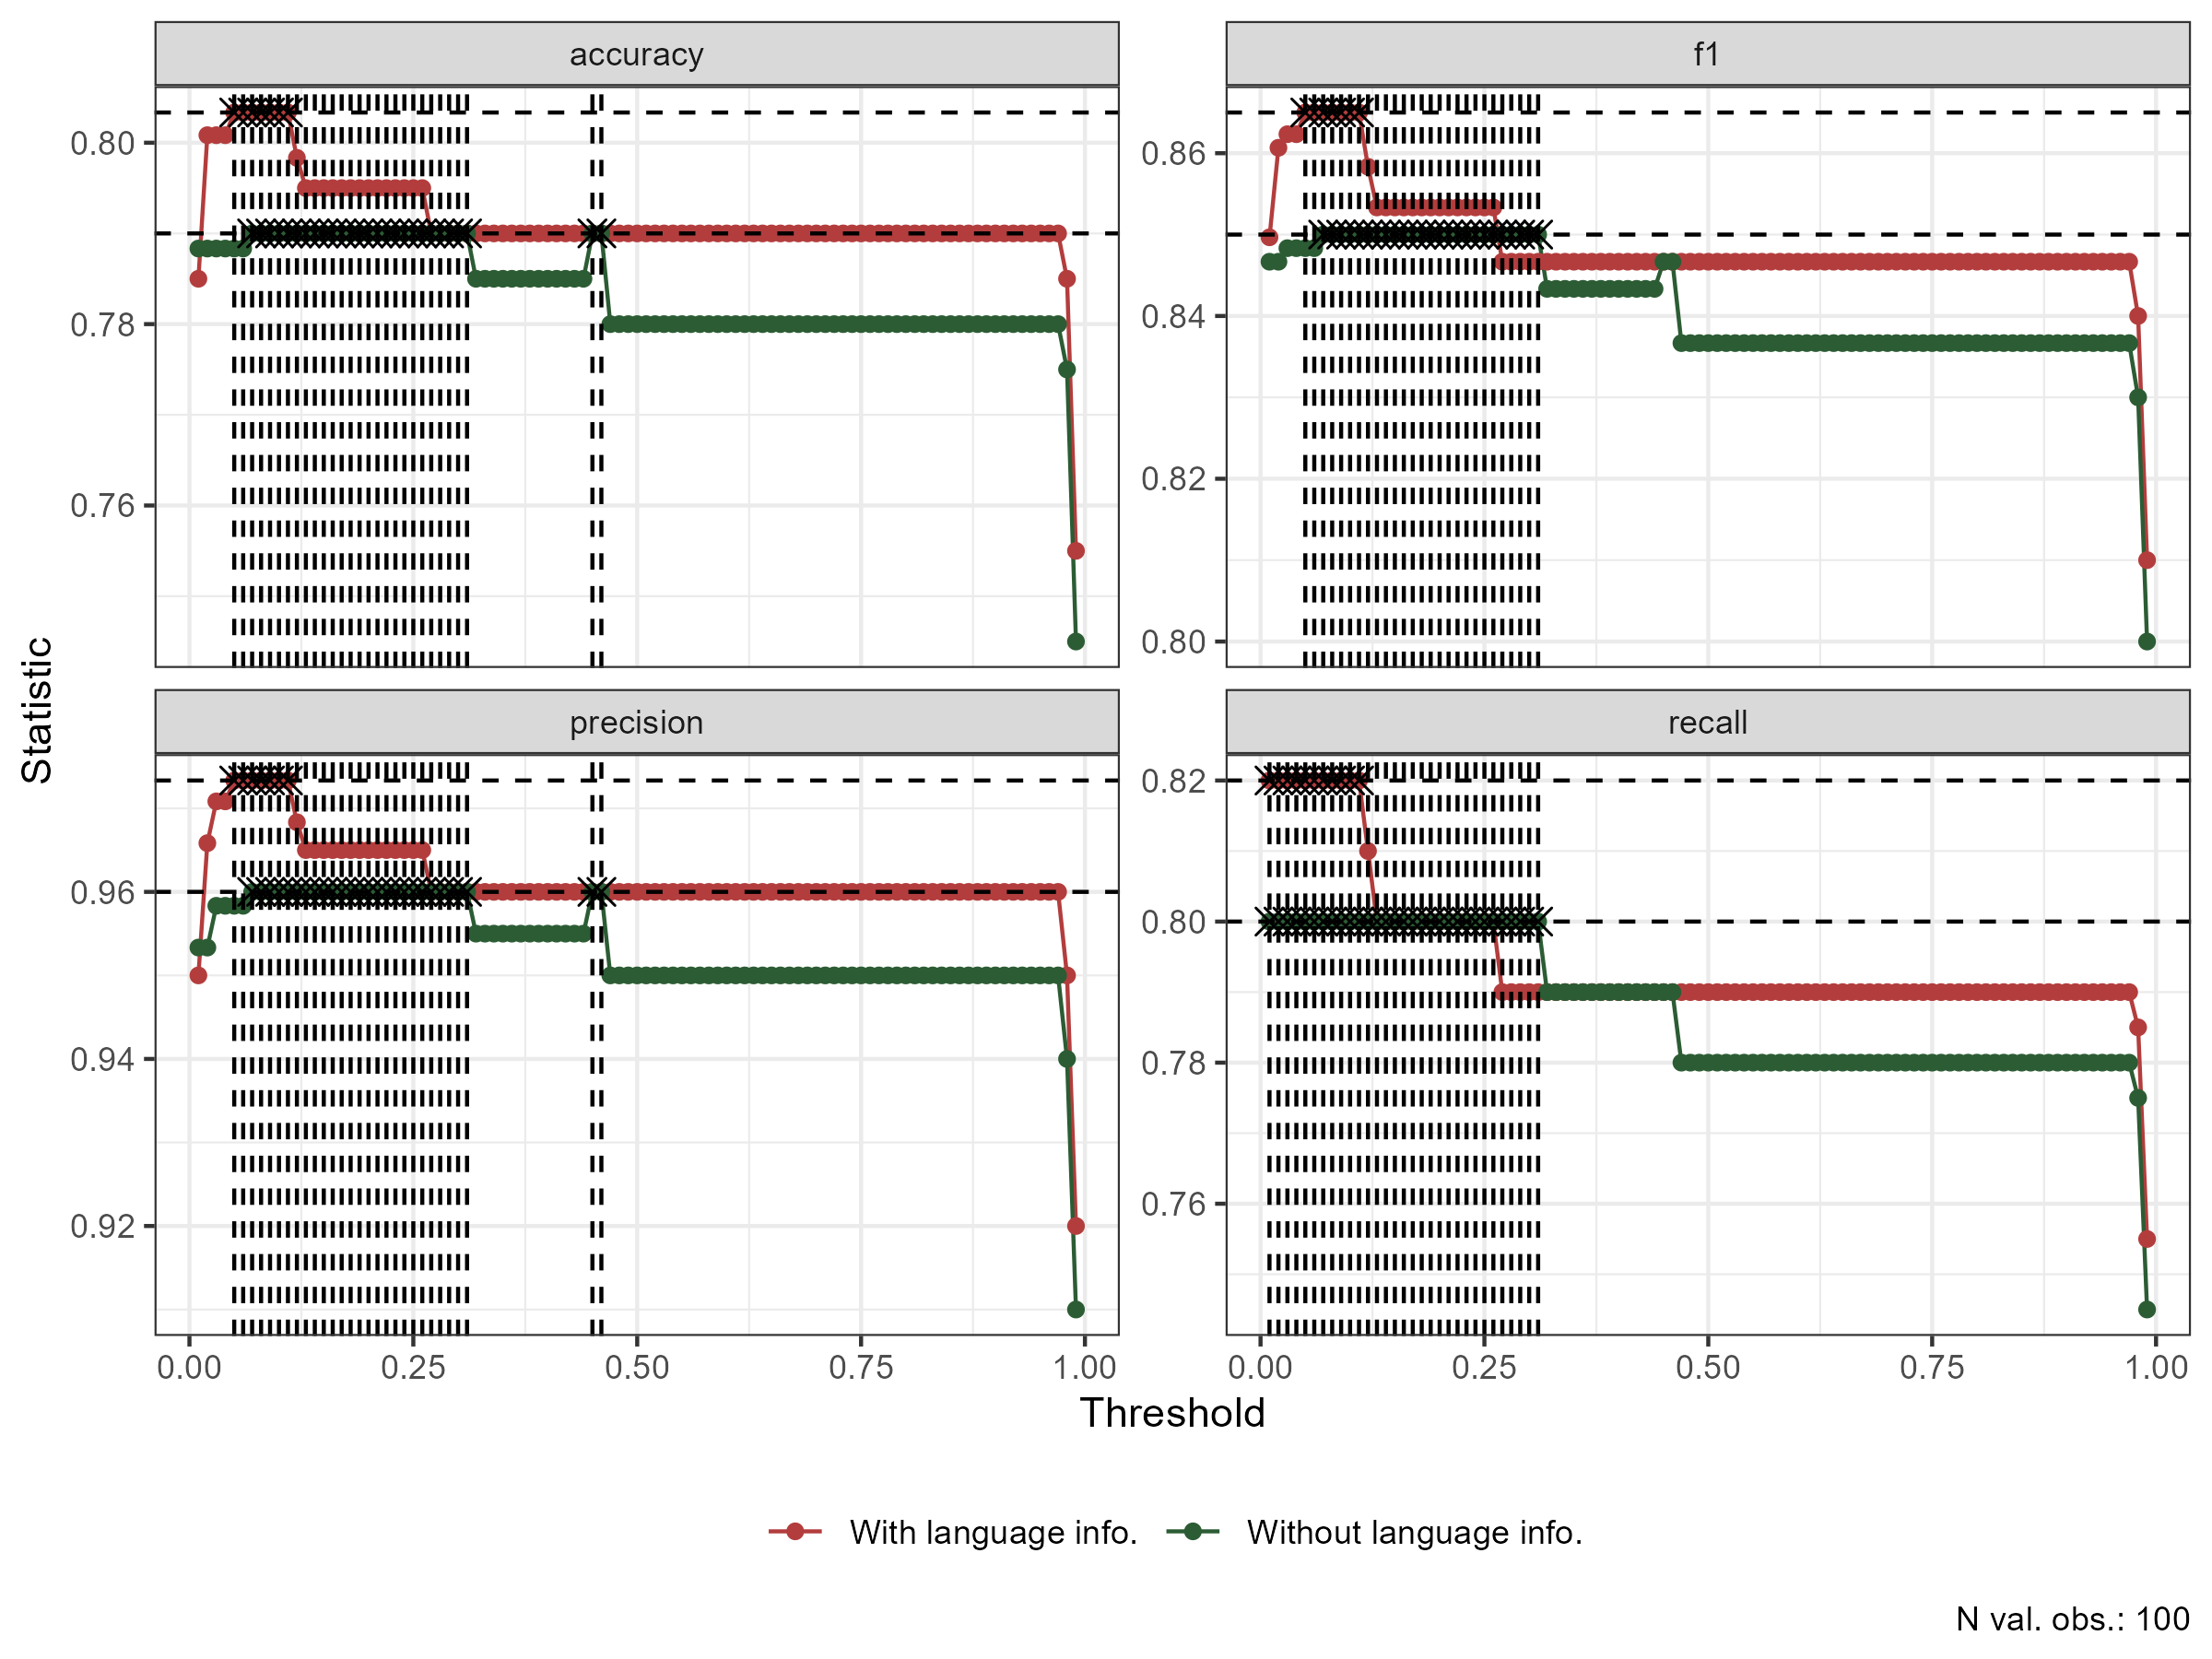 accuracy
f1
0.80
0.78
0.76
0.86
0.84
0.82
0.80
Statistic
precision
recall
0.96
0.94
0.92
0.82
0.80
0.78
0.76
0.00 0.25 0.50 0.75 1.00
0.00 0.25 0.50 0.75 1.00
Threshold
With language info. Without language info.
N val. obs.: 100